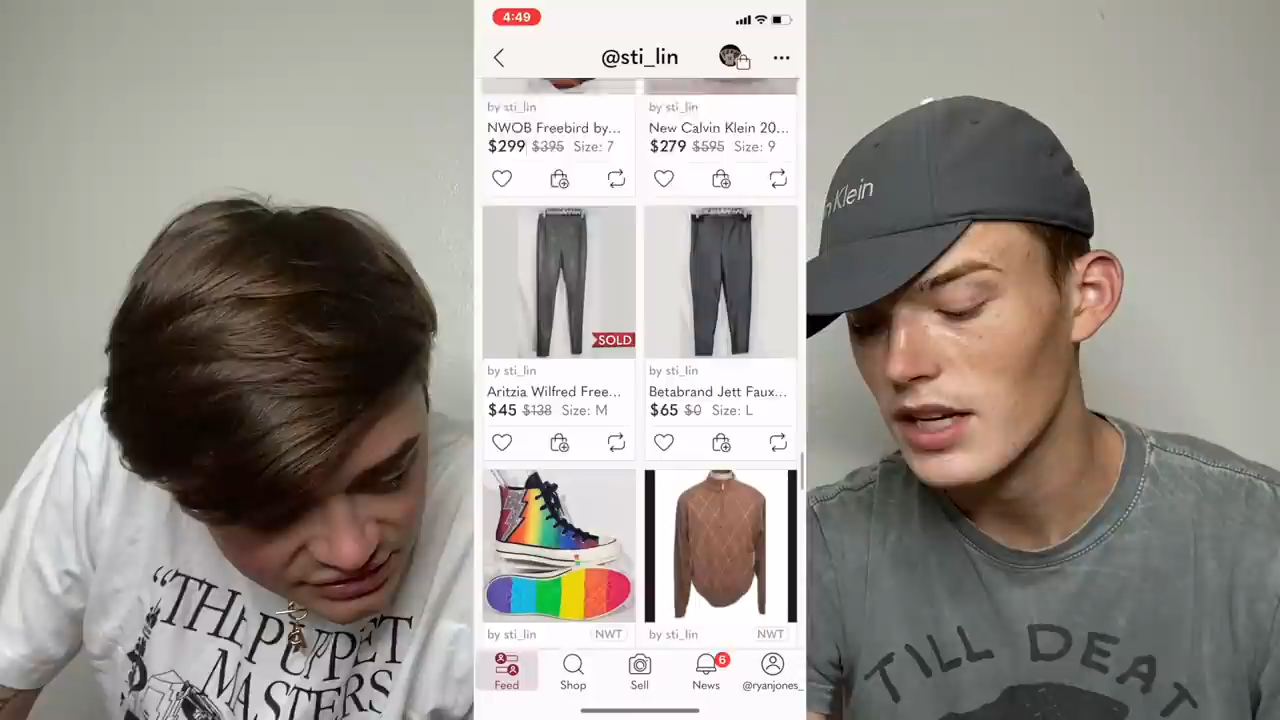 4:49
@sti_lin
by sti_lin
by sti_lin
NWOB Freebird by...
New Calvin Klein 20...
$299 $395 Size: 7
$279 $595 Size: 9
SOLD
by sti_lin
by sti_lin
Aritzia Wilfred Free...
Betabrand Jett Faux...
$45 $138 Size: M
$65 $0 Size: L
by sti_lin NWT
by sti_lin NWT
6
Feed
Shop
Sell
News
@ryanjones_
"THE PUPPET
MASTERS
n Klein
TILL DEAT